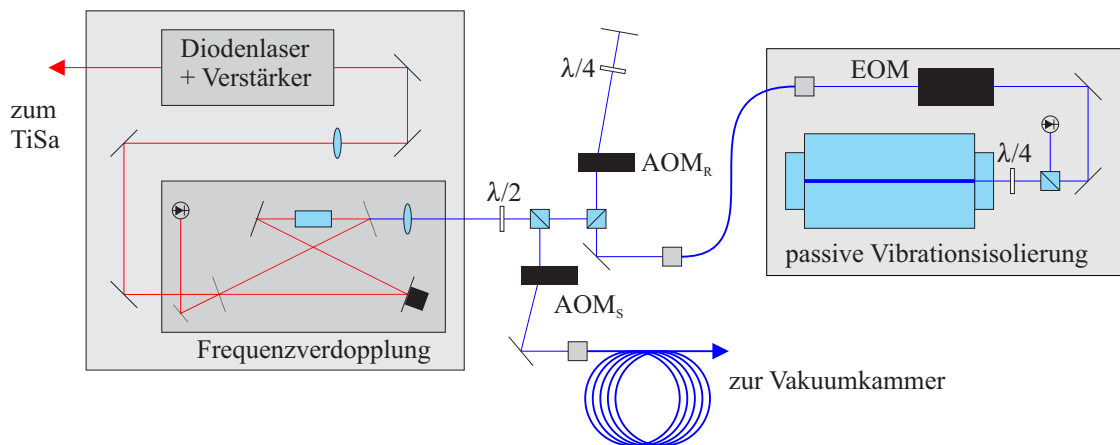 Diodenlaser
+ Verstärker
zum
TiSa
λ/4
EOM
AOM_R
λ/4
λ/2
passive Vibrationsisolierung
AOM_S
Frequenzverdopplung
zur Vakuumkammer